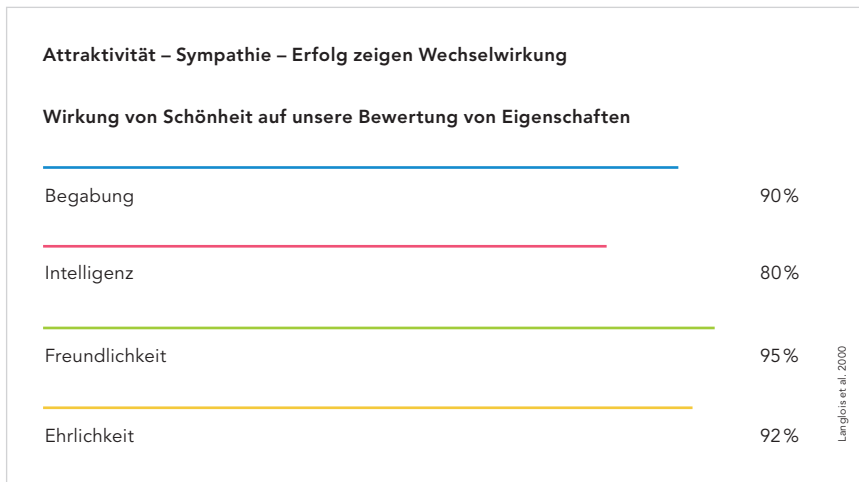 Attraktivität – Sympathie – Erfolg zeigen Wechselwirkung
Wirkung von Schönheit auf unsere Bewertung von Eigenschaften
Begabung 90%
Intelligenz 80%
Freundlichkeit 95%
Ehrlichkeit 92%
Langlois et al. 2000